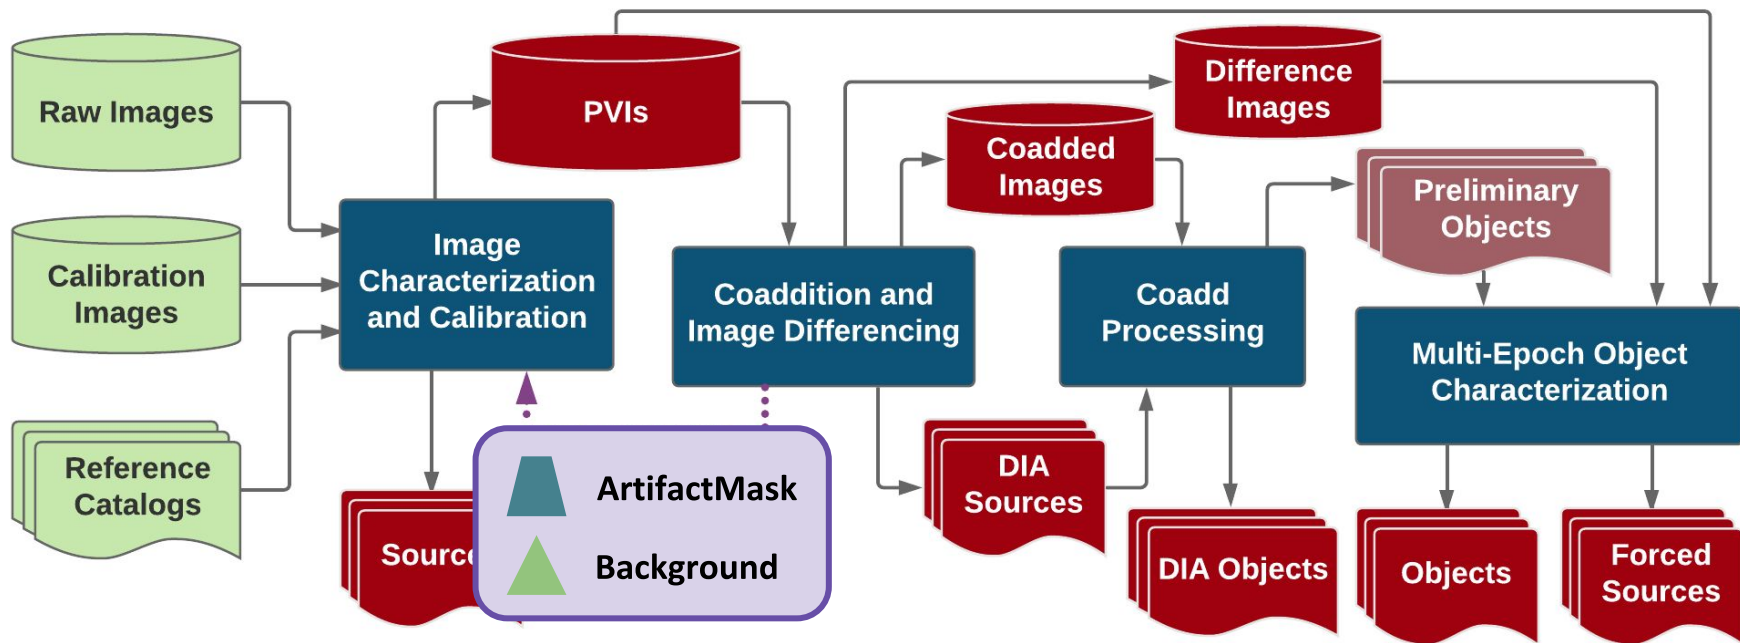 Raw Images
Calibration
Images
Reference
Catalogs
Image
Characterization
and Calibration
PVIs
Source
Coaddition and
Image Differencing
Coadded
Images
Difference
Images
Coadd
Processing
Preliminary
Objects
Multi-Epoch Object
Characterization
ArtifactMask
Background
DIA
Sources
DIA Objects
Objects
Forced
Sources